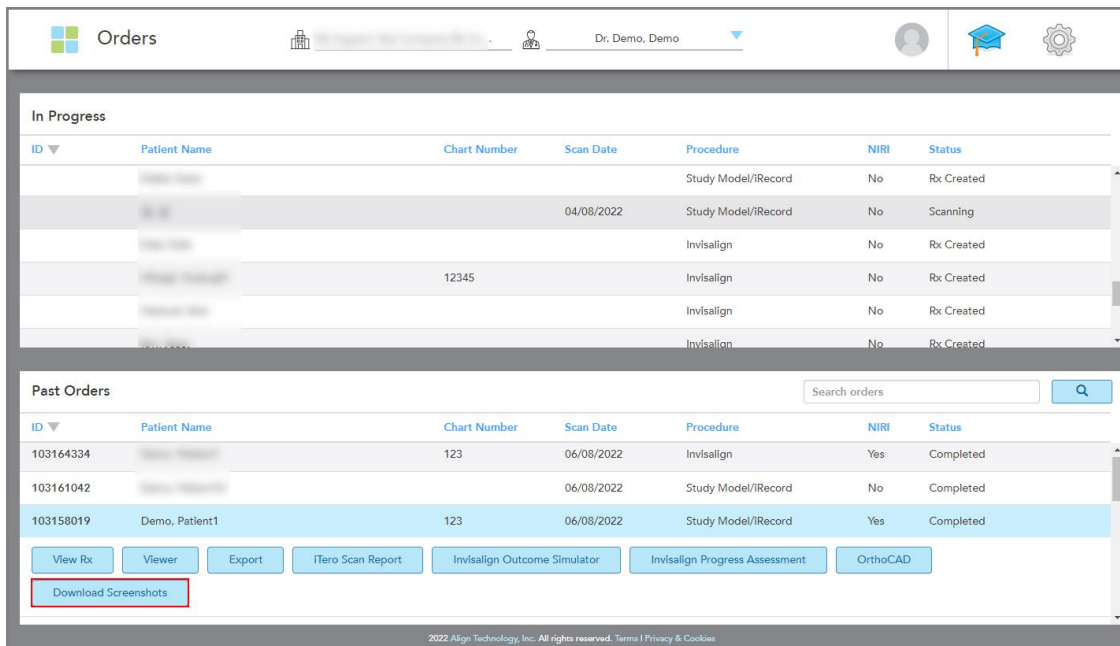 Orders Dr. Demo, Demo
In Progress
ID Patient Name Chart Number Scan Date Procedure NIRI Status
Study Model/iRecord No Rx Created
04/08/2022 Study Model/iRecord No Scanning
Invisalign No Rx Created
12345 Invisalign No Rx Created
Invisalign No Rx Created
Invisalign No Rx Created
Past Orders Search orders
ID Patient Name Chart Number Scan Date Procedure NIRI Status
103164334 123 06/08/2022 Invisalign Yes Completed
103161042 06/08/2022 Study Model/iRecord No Completed
103158019 Demo, Patient1 123 06/08/2022 Study Model/iRecord Yes Completed
View Rx Viewer Export iTero Scan Report Invisalign Outcome Simulator Invisalign Progress Assessment OrthoCAD
Download Screenshots
2022 Align Technology, Inc. All rights reserved. Terms | Privacy & Cookies